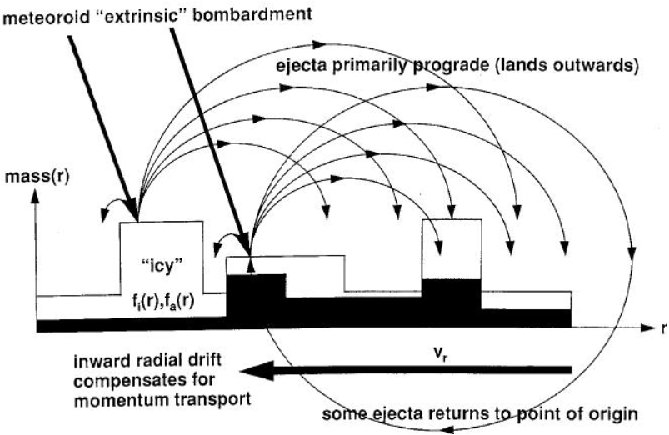 meteoroid “extrinsic” bombardment
ejecta primarily prograde (lands outwards)
mass(r)
“icy”
fi(r),fa(r)
r
vr
inward radial drift
compensates for
momentum transport
some ejecta returns to point of origin